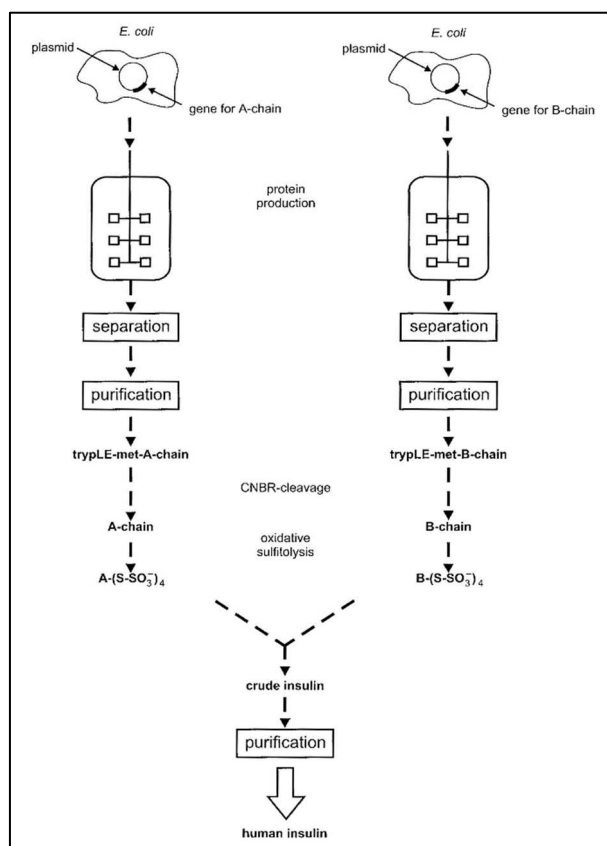 E. coli
plasmid
gene for A-chain
E. coli
plasmid
gene for B-chain
protein
production
separation
separation
purification
purification
trypLE-met-A-chain
trypLE-met-B-chain
CNBR-cleavage
A-chain
B-chain
oxidative
sulfitolysis
A-(S-SO₃⁻)₄
B-(S-SO₃⁻)₄
crude insulin
purification
human insulin